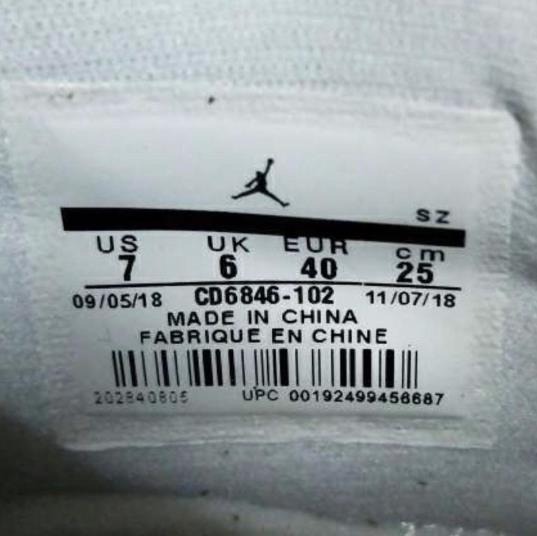 SZ
US UK EUR cm
7 6 40 25
09/05/18 CD6846-102 11/07/18
MADE IN CHINA
FABRIQUE EN CHINE
202840805 UPC 00192499456687